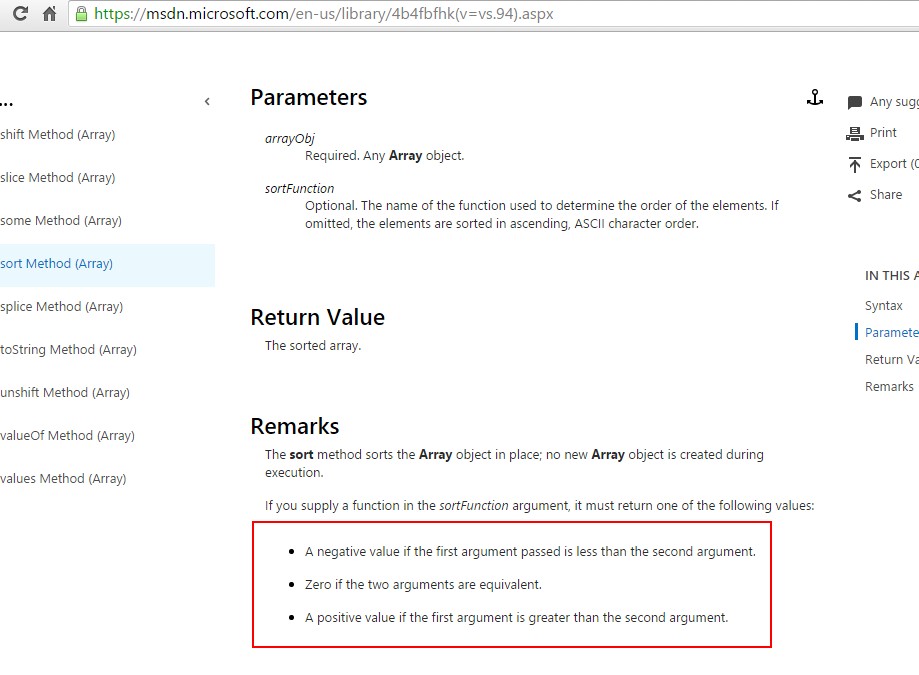 https://msdn.microsoft.com/en-us/library/4b4fbfhk(v=vs.94).aspx
...
shift Method (Array)
slice Method (Array)
some Method (Array)
sort Method (Array)
splice Method (Array)
toString Method (Array)
unshift Method (Array)
valueOf Method (Array)
values Method (Array)
Parameters
arrayObj
Required. Any Array object.
sortFunction
Optional. The name of the function used to determine the order of the elements. If
omitted, the elements are sorted in ascending, ASCII character order.
Return Value
The sorted array.
Remarks
The sort method sorts the Array object in place; no new Array object is created during
execution.
If you supply a function in the sortFunction argument, it must return one of the following values:
A negative value if the first argument passed is less than the second argument.
Zero if the two arguments are equivalent.
A positive value if the first argument is greater than the second argument.
Any sugg
Print
Export (0
Share
IN THIS A
Syntax
Paramete
Return Va
Remarks